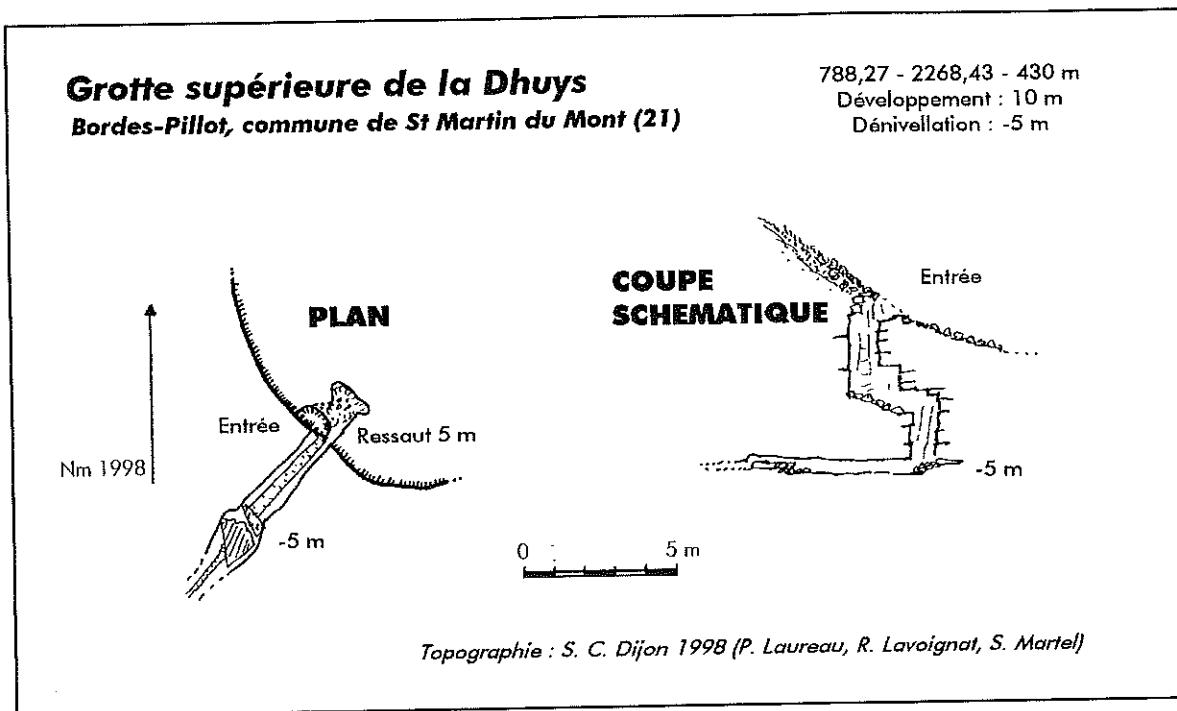 Grotte supérieure de la Dhuys
Bordes-Pillot, commune de St Martin du Mont (21)
788,27 - 2268,43 - 430 m
Développement : 10 m
Dénivellation : -5 m
PLAN
Entrée
Ressaut 5 m
Nm 1998
-5 m
COUPE
SCHEMATIQUE
Entrée
-5 m
0 5 m
Topographie : S. C. Dijon 1998 (P. Laureau, R. Lavoignat, S. Martel)